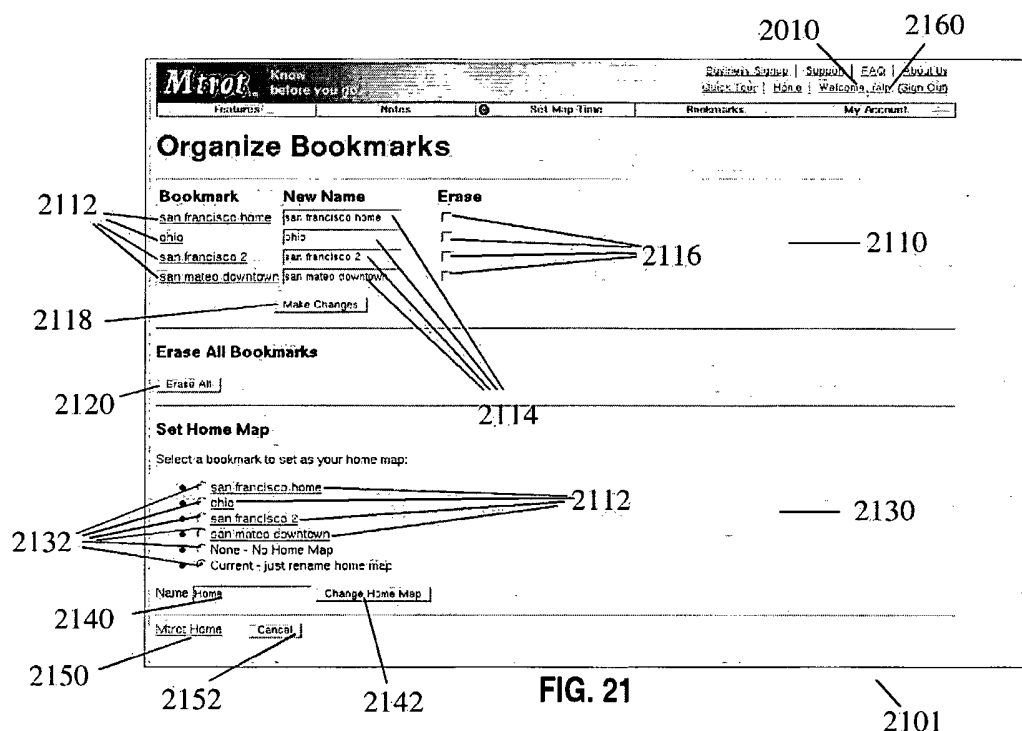 2010 2160
Mtrot Know before you go! Business Signup | Support | FAQ | About Us
Quick Tour | Home | Welcome, (Sign Out)
Features Notes Set Map Time Bookmarks My Account
Organize Bookmarks
Bookmark New Name Erase
2112 san francisco home san francisco home
ohio ohio 2116 2110
san francisco 2 san francisco 2
san mateo downtown san mateo downtown
2118 Make Changes
Erase All Bookmarks
Erase All
2120 2114
Set Home Map
Select a bookmark to set as your home map:
san francisco home
ohio 2112
san francisco 2 2130
2132 san mateo downtown
None - No Home Map
Current - just rename home map
Name Home Change Home Map
2140
Mtrot Home Cancel
2150 2152 2142 FIG. 21 2101